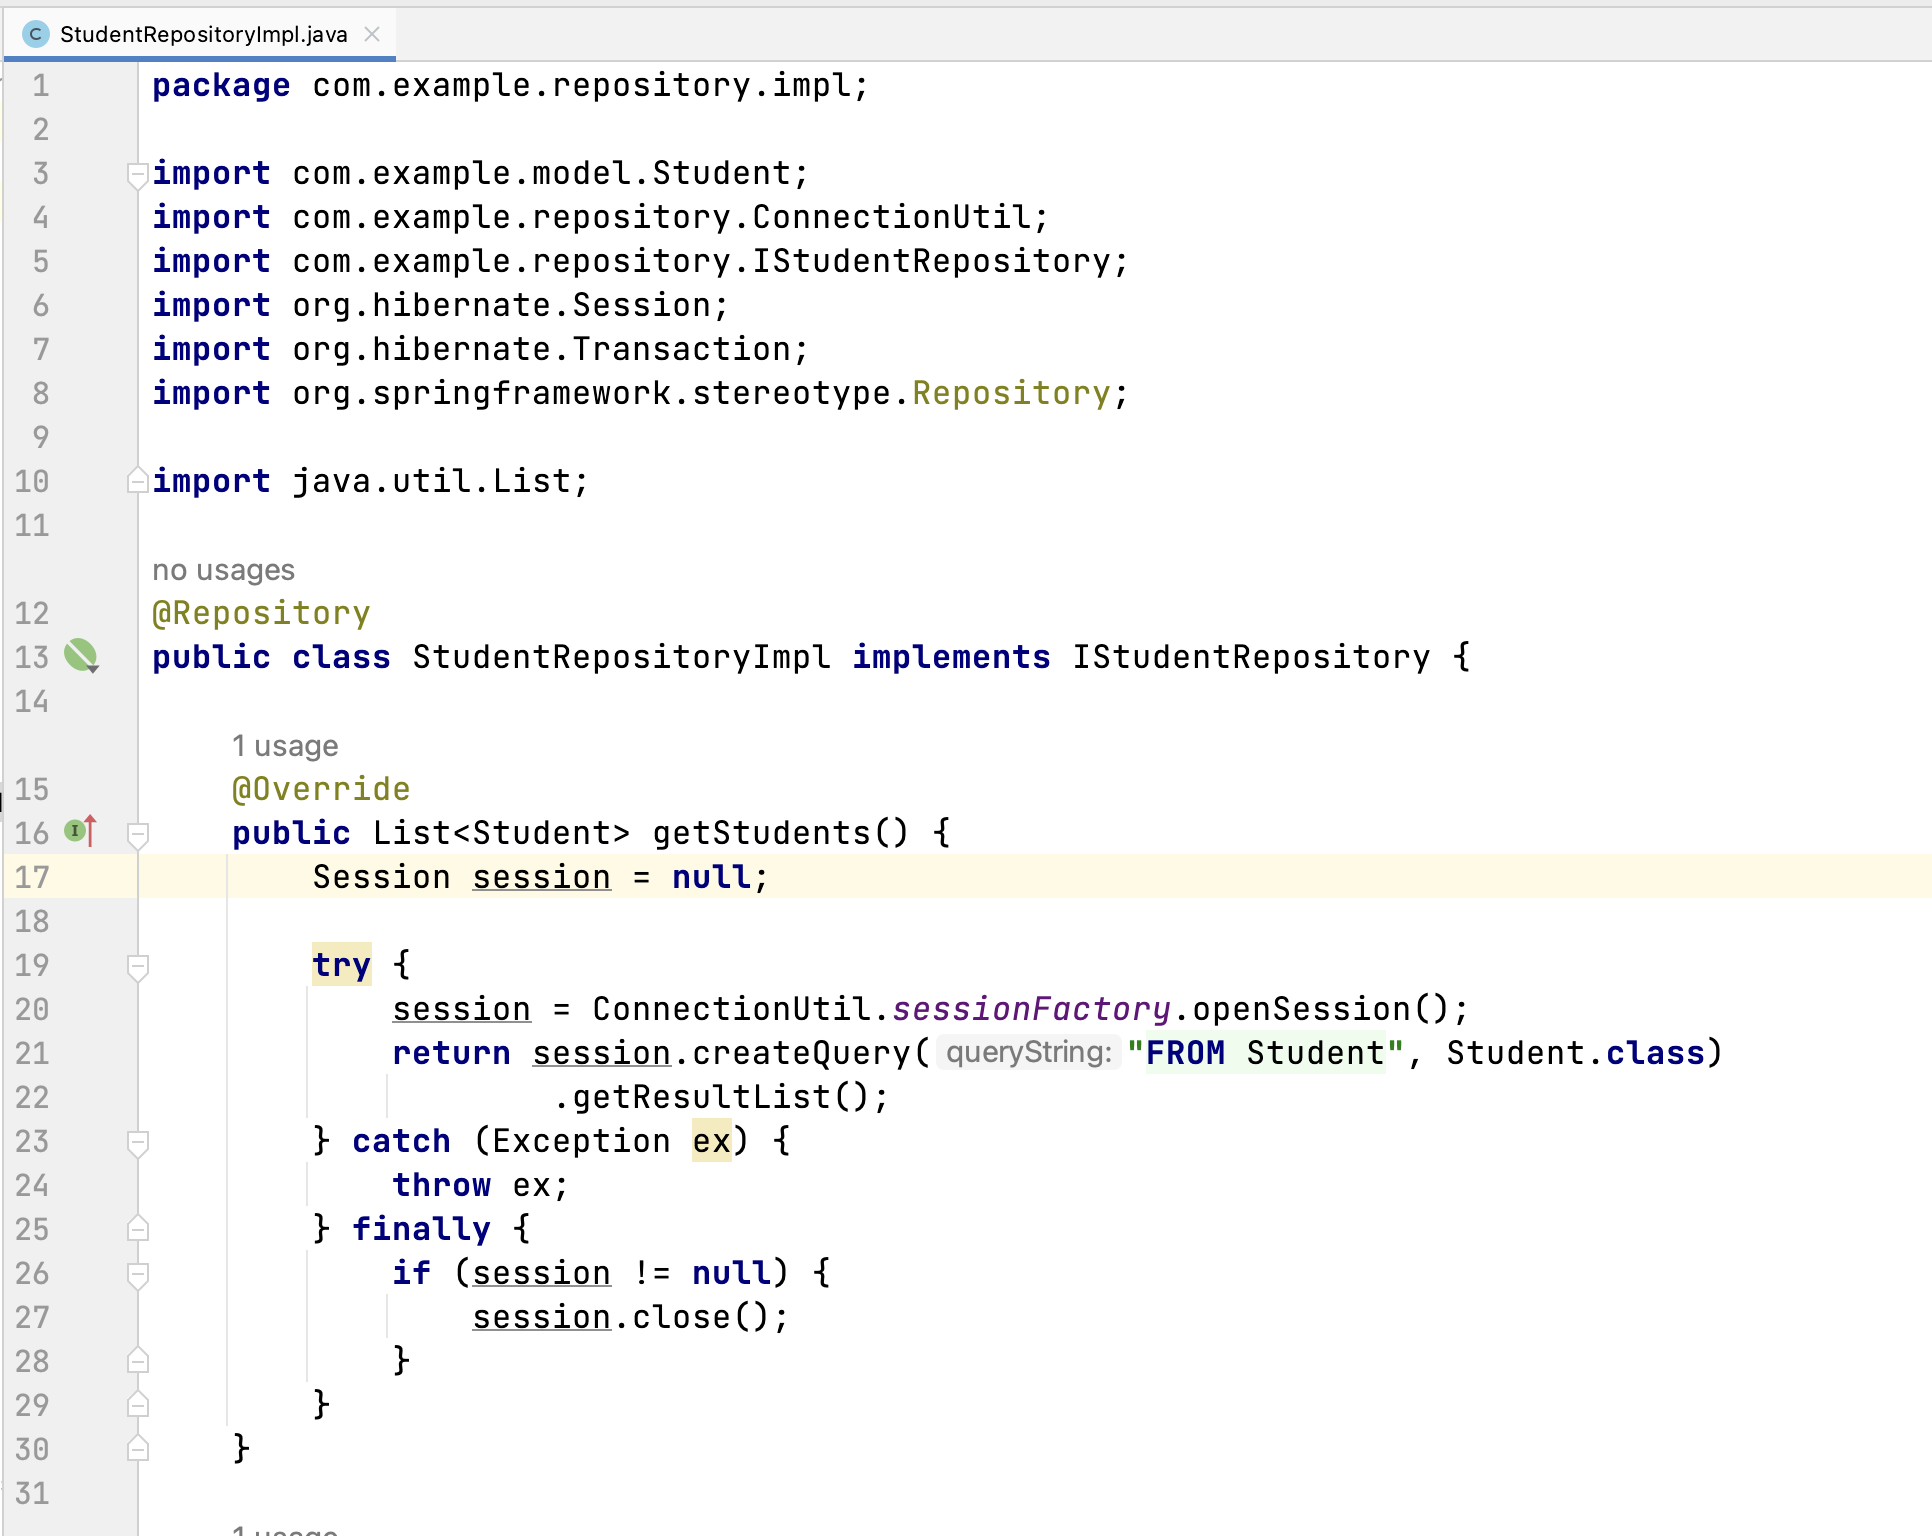 StudentRepositoryImpl.java
1 package com.example.repository.impl;
2
3 import com.example.model.Student;
4 import com.example.repository.ConnectionUtil;
5 import com.example.repository.IStudentRepository;
6 import org.hibernate.Session;
7 import org.hibernate.Transaction;
8 import org.springframework.stereotype.Repository;
9
10 import java.util.List;
11
no usages
12 @Repository
13 public class StudentRepositoryImpl implements IStudentRepository {
14
1 usage
15 @Override
16 public List<Student> getStudents() {
17 Session session = null;
18
19 try {
20 session = ConnectionUtil.sessionFactory.openSession();
21 return session.createQuery( queryString: "FROM Student", Student.class)
22 .getResultList();
23 } catch (Exception ex) {
24 throw ex;
25 } finally {
26 if (session != null) {
27 session.close();
28 }
29 }
30 }
31
1 usage